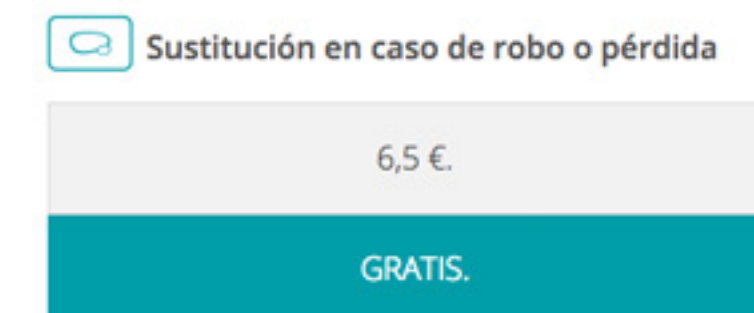 Sustitución en caso de robo o pérdida
6,5 €.
GRATIS.